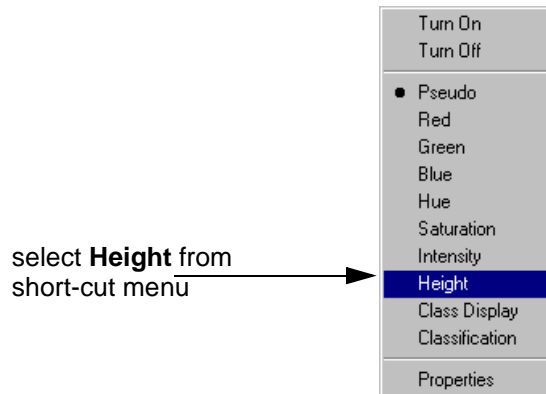 Turn On
Turn Off
Pseudo
Red
Green
Blue
Hue
Saturation
Intensity
Height
Class Display
Classification
Properties
select Height from
short-cut menu